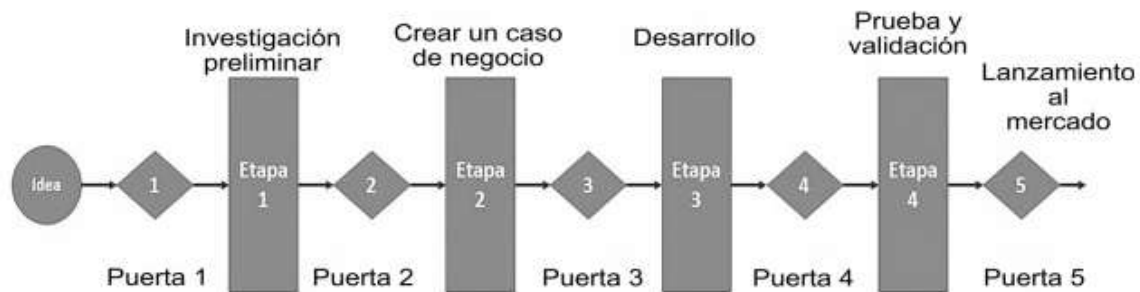 Investigación
preliminar
Crear un caso
de negocio
Desarrollo
Prueba y
validación
Lanzamiento
al
mercado
Idea
1
Etapa
1
2
Etapa
2
3
Etapa
3
4
Etapa
4
5
Puerta 1
Puerta 2
Puerta 3
Puerta 4
Puerta 5